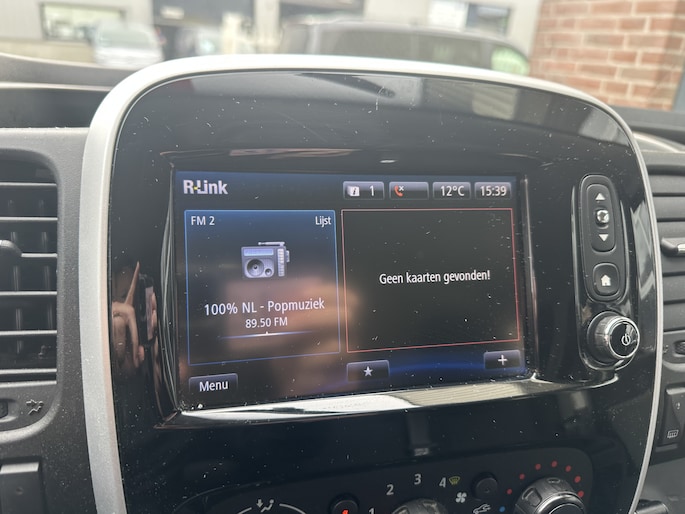 R-Link
1
12°C
15:39
FM 2
Lijst
100% NL - Popmuziek
89.50 FM
Geen kaarten gevonden!
Menu
+
1 2 3 4